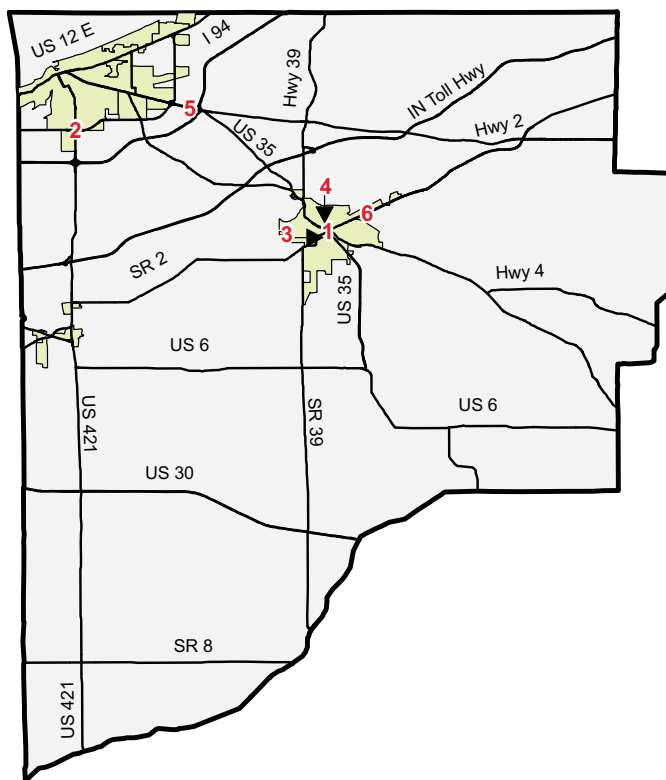 US 12 E
I 94
Hwy 39
IN Toll Hwy
Hwy 2
5
2
US 35
4
6
1
3
SR 2
Hwy 4
US 35
US 6
US 421
SR 39
US 6
US 30
SR 8
US 421